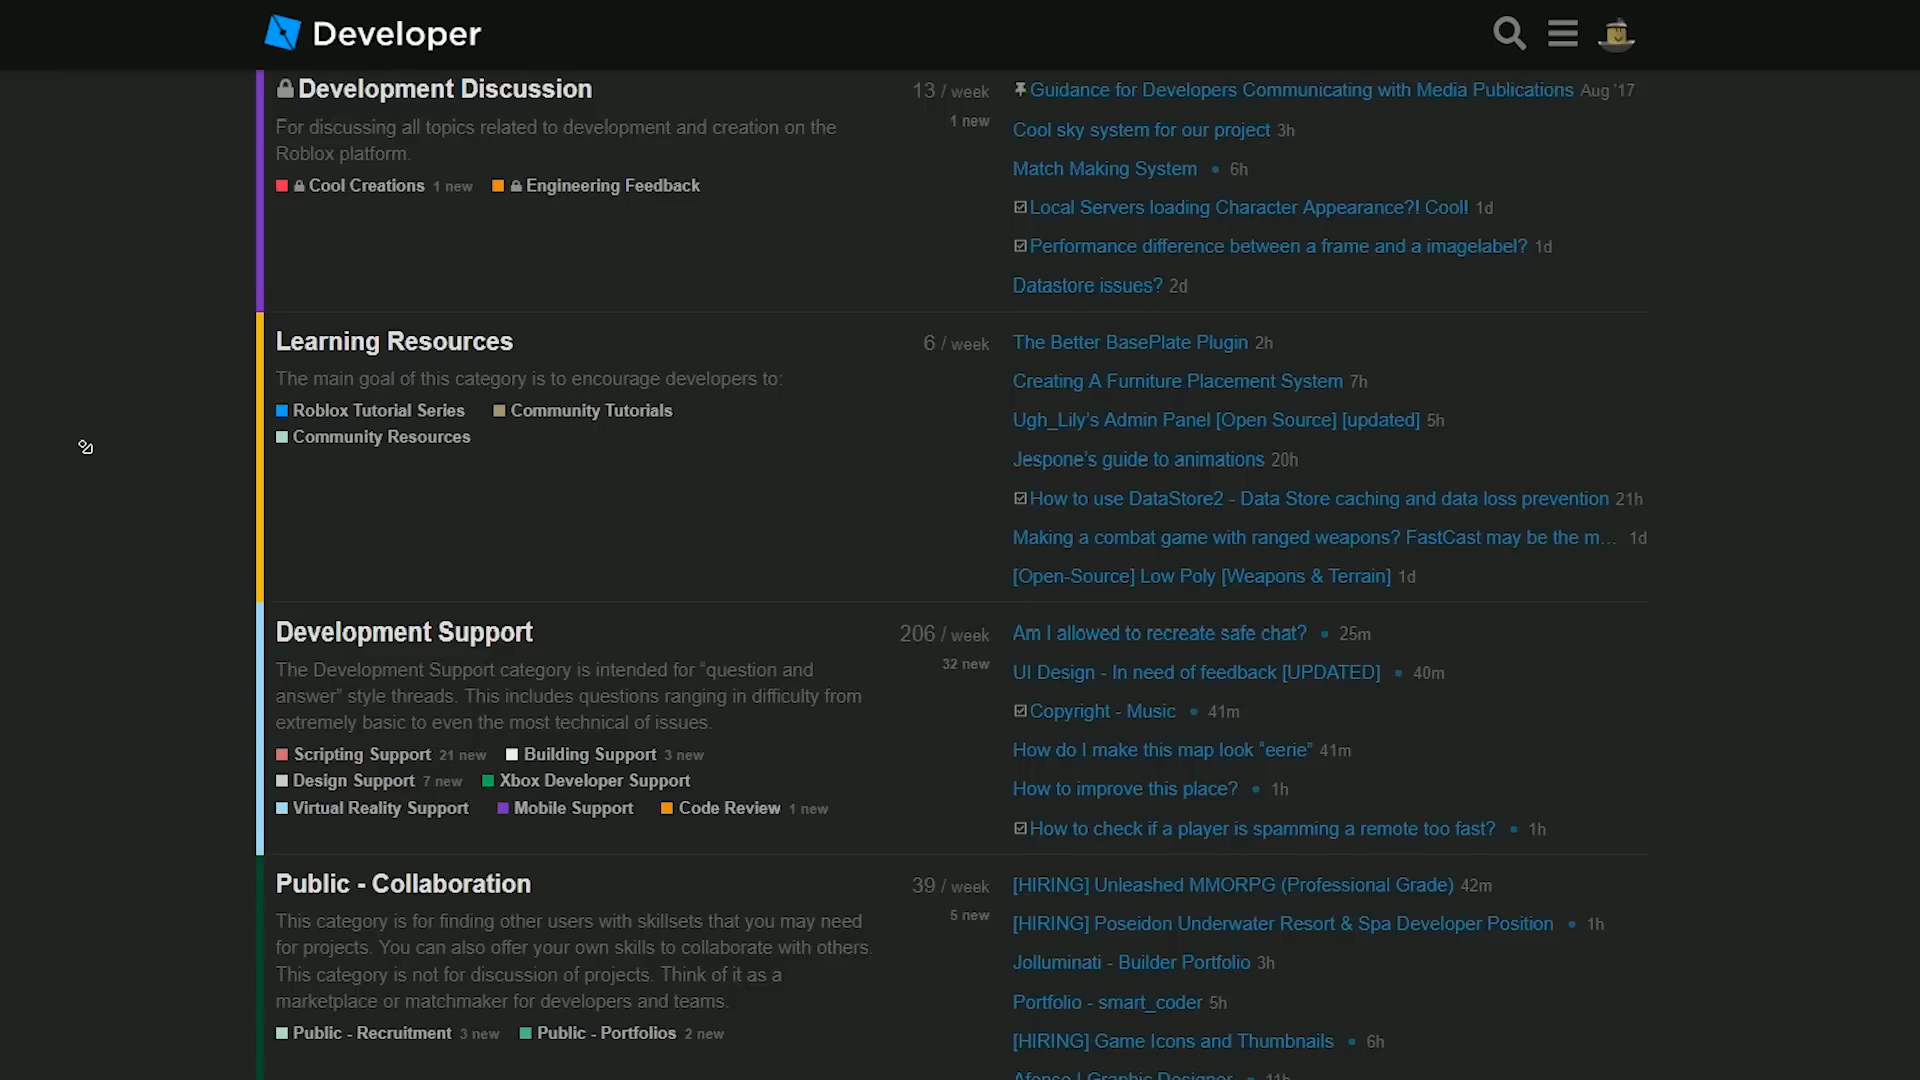 Developer
Development Discussion
13 / week
1 new
For discussing all topics related to development and creation on the
Roblox platform.
Cool Creations 1 new Engineering Feedback
Guidance for Developers Communicating with Media Publications Aug '17
Cool sky system for our project 3h
Match Making System • 6h
Local Servers loading Character Appearance?! Cool! 1d
Performance difference between a frame and a imagelabel? 1d
Datastore issues? 2d
Learning Resources
6 / week
The main goal of this category is to encourage developers to:
Roblox Tutorial Series Community Tutorials
Community Resources
The Better BasePlate Plugin 2h
Creating A Furniture Placement System 7h
Ugh_Lily's Admin Panel [Open Source] [updated] 5h
Jespone's guide to animations 20h
How to use DataStore2 - Data Store caching and data loss prevention 21h
Making a combat game with ranged weapons? FastCast may be the m... 1d
[Open-Source] Low Poly [Weapons & Terrain] 1d
Development Support
206 / week
32 new
The Development Support category is intended for “question and
answer” style threads. This includes questions ranging in difficulty from
extremely basic to even the most technical of issues.
Scripting Support 21 new Building Support 3 new
Design Support 7 new Xbox Developer Support
Virtual Reality Support Mobile Support Code Review 1 new
Am I allowed to recreate safe chat? • 25m
UI Design - In need of feedback [UPDATED] • 40m
Copyright - Music • 41m
How do I make this map look “eerie” 41m
How to improve this place? • 1h
How to check if a player is spamming a remote too fast? • 1h
Public - Collaboration
39 / week
5 new
This category is for finding other users with skillsets that you may need
for projects. You can also offer your own skills to collaborate with others.
This category is not for discussion of projects. Think of it as a
marketplace or matchmaker for developers and teams.
Public - Recruitment 3 new Public - Portfolios 2 new
[HIRING] Unleashed MMORPG (Professional Grade) 42m
[HIRING] Poseidon Underwater Resort & Spa Developer Position • 1h
Jolluminati - Builder Portfolio 3h
Portfolio - smart_coder 5h
[HIRING] Game Icons and Thumbnails • 6h
Afonso | Graphic Designer • 11h